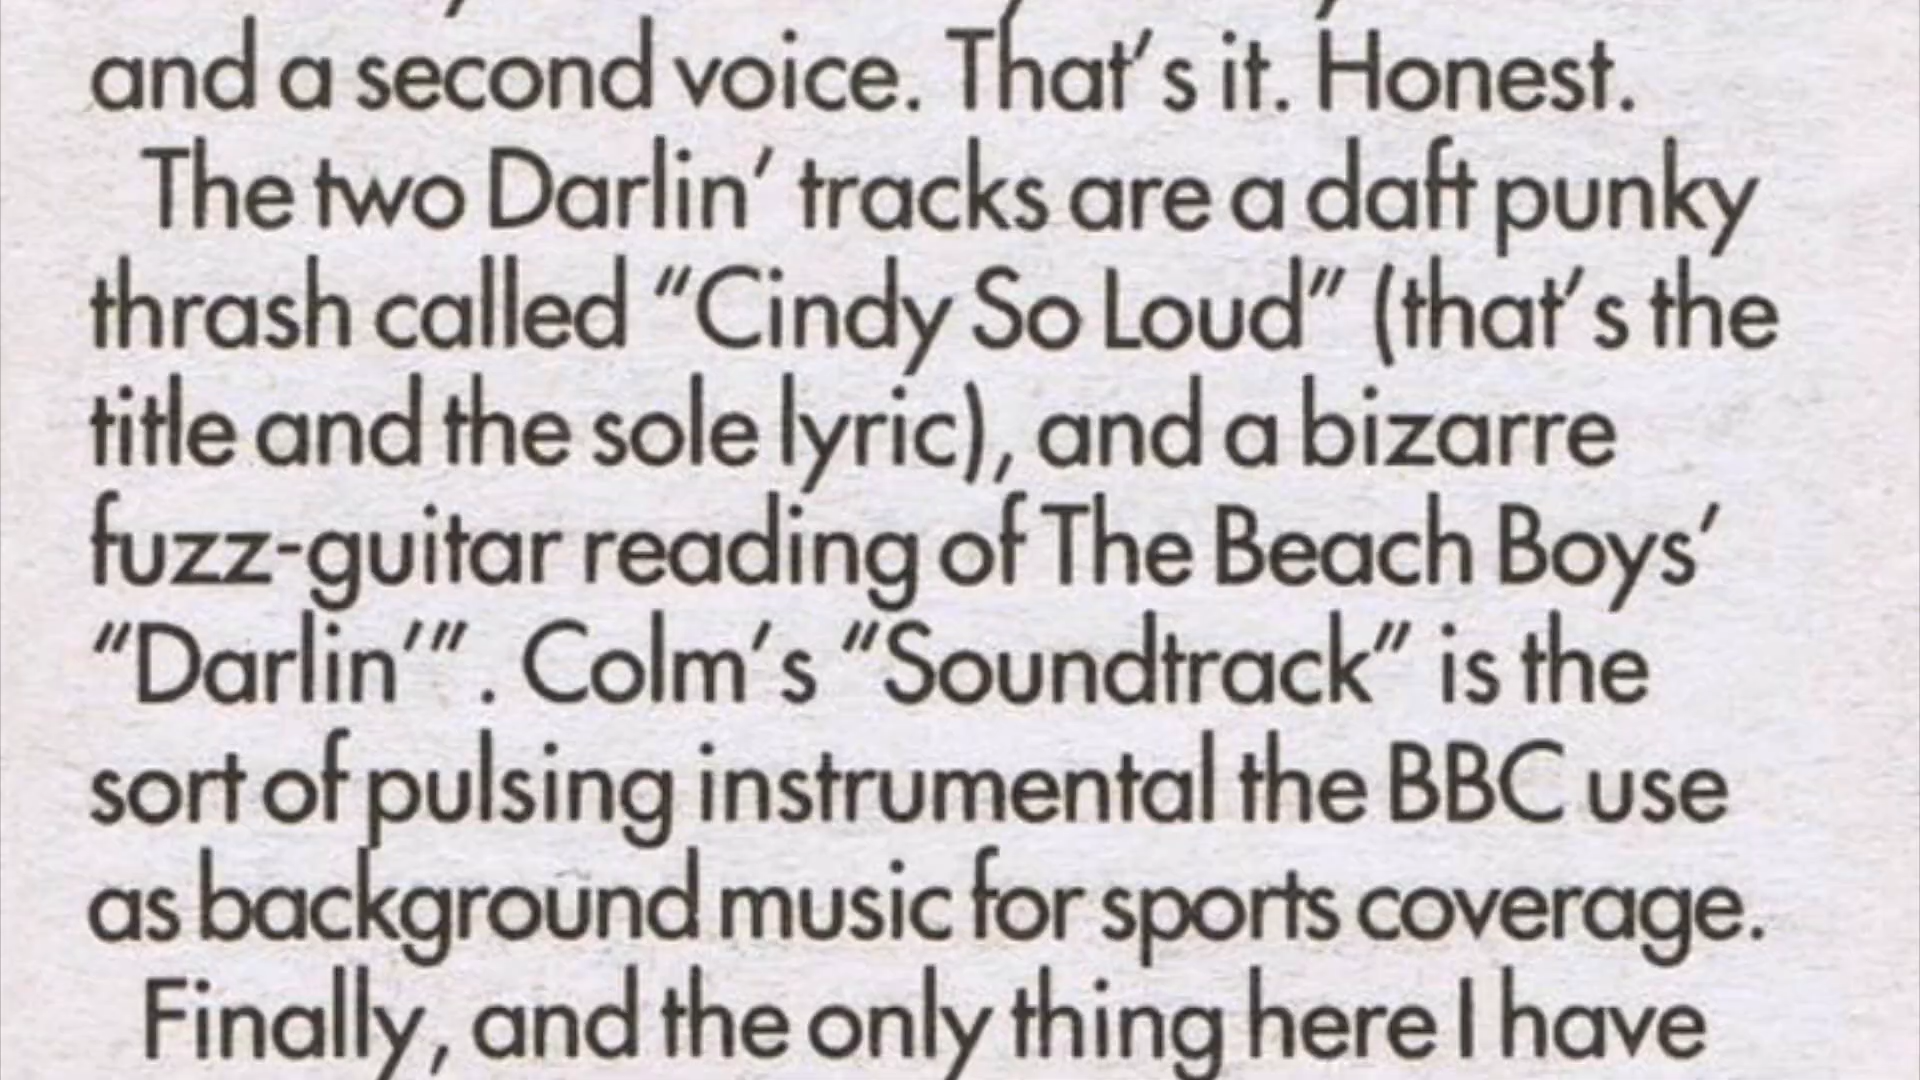 and a second voice. That's it. Honest.
The two Darlin' tracks are a daft punky
thrash called “Cindy So Loud” (that's the
title and the sole lyric), and a bizarre
fuzz-guitar reading of The Beach Boys'
“Darlin'”. Colm's “Soundtrack” is the
sort of pulsing instrumental the BBC use
as background music for sports coverage.
Finally, and the only thing here I have